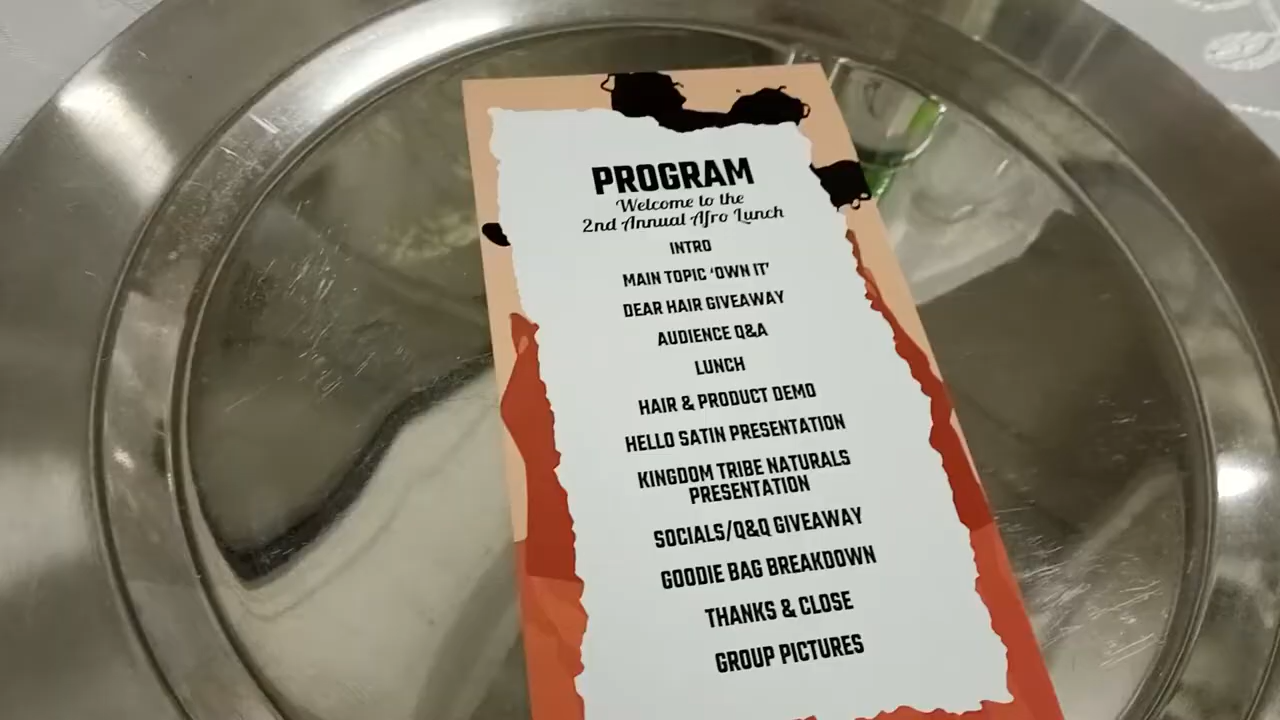 PROGRAM
Welcome to the
2nd Annual Afro Lunch
INTRO
MAIN TOPIC 'OWN IT'
DEAR HAIR GIVEAWAY
AUDIENCE Q&A
LUNCH
HAIR & PRODUCT DEMO
HELLO SATIN PRESENTATION
KINGDOM TRIBE NATURALS
PRESENTATION
SOCIALS/Q&Q GIVEAWAY
GOODIE BAG BREAKDOWN
THANKS & CLOSE
GROUP PICTURES